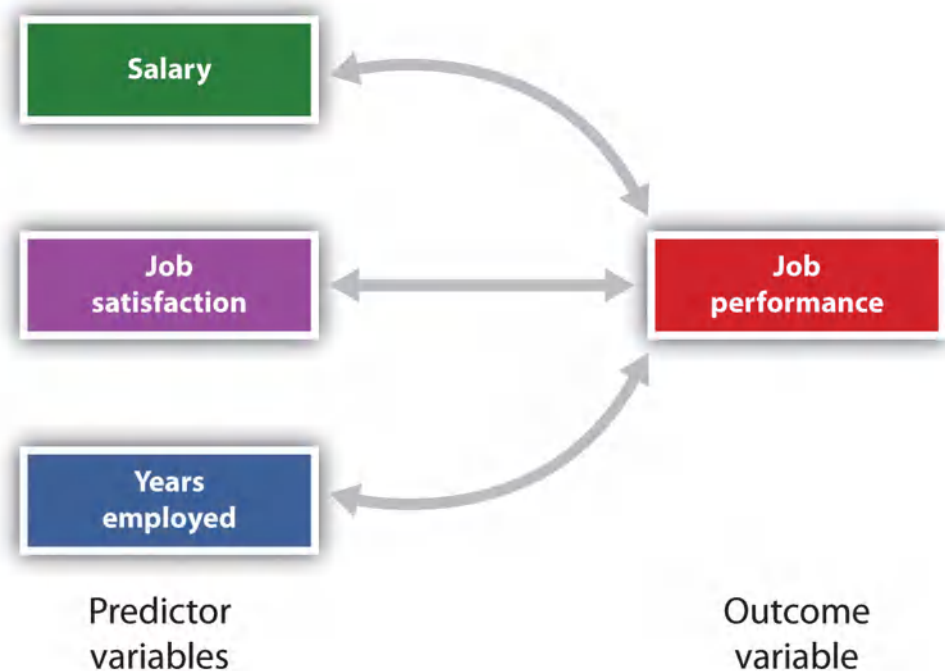 Salary
Job
satisfaction
Job
performance
Years
employed
Predictor
variables
Outcome
variable